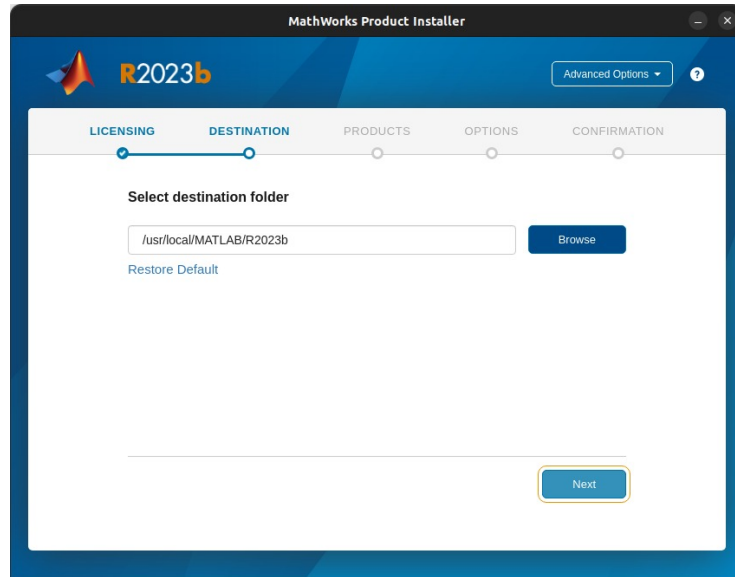 MathWorks Product Installer
R2023b
Advanced Options
?
LICENSING DESTINATION PRODUCTS OPTIONS CONFIRMATION
Select destination folder
/usr/local/MATLAB/R2023b
Browse
Restore Default
Next